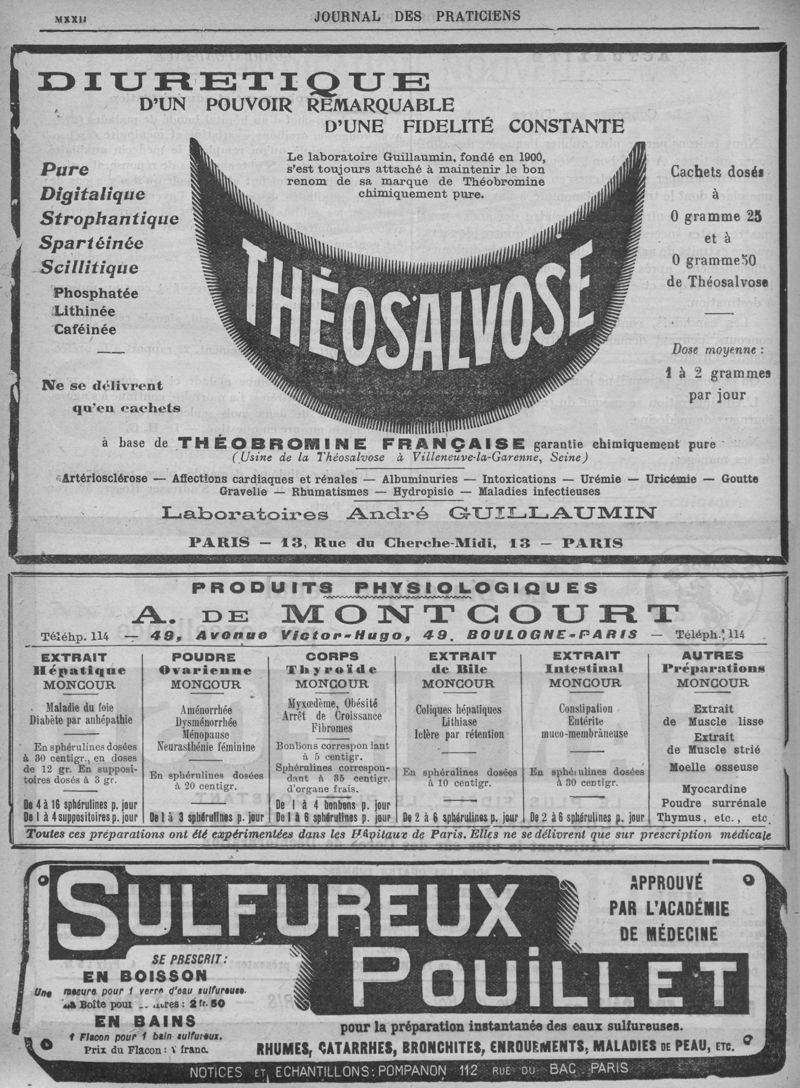 MXXIJ
JOURNAL DES PRATICIENS
DIURETIQUE
D'UN POUVOIR REMARQUABLE
D'UNE FIDELITÉ CONSTANTE
Le laboratoire Guillaumin, fondé en 1900,
s'est toujours attaché à maintenir le bon
renom de sa marque de Théobromine
chimiquement pure.
Pure
Digitalique
Strophantique
Spartéinée
Scillitique
Phosphatée
Lithinée
Caféinée
Ne se délivrent
qu'en cachets
THÉOSALVOSE
Cachets dosés
à
0 gramme 25
et à
0 gramme 50
de Théosalvose
Dose moyenne :
1 à 2 grammes
par jour
à base de THÉOBROMINE FRANÇAISE garantie chimiquement pure
(Usine de la Théosalvose à Villeneuve-la-Garenne, Seine)
Artériosclérose — Affections cardiaques et rénales — Albuminuries — Intoxications — Urémie — Uricémie — Goutte
Gravelie — Rhumatismes — Hydropisie — Maladies infectieuses
Laboratoires André GUILLAUMIN
PARIS — 13, Rue du Cherche-Midi, 13 — PARIS
PRODUITS PHYSIOLOGIQUES
A. DE MONTCOURT
Téléhp. 114 — 49, Avenue Victor-Hugo, 49. BOULOGNE-PARIS — Téléph. 114
EXTRAIT
Hépatique
MONCOUR
Maladie du foie
Diabète par anhépathie
En sphérulines dosées
à 30 centigr., en doses
de 12 gr. En supposi-
toires dosés à 3 gr.
De 4 à 16 sphérulines p. jour
De 1 à 4 suppositoires p. jour
POUDRE
Ovarienne
MONCOUR
Aménorrhée
Dysménorrhée
Ménopause
Neurasthénie féminine
En sphérulines dosées
à 20 centigr.
De 1 à 3 sphérulines p. jour
CORPS
Thyroïde
MONCOUR
Myxœdème, Obésité
Arrêt de Croissance
Fibromes
Bonbons correspon lant
à 5 centigr.
Sphérulines correspon-
dant à 35 centigr.
d'organe frais.
De 1 à 4 bonbons p. jour
De 1 à 6 sphérulines p. jour
EXTRAIT
de Bile
MONCOUR
Coliques hépatiques
Lithiase
Ictère par rétention
En sphérulines dosées
à 10 centigr.
De 2 à 6 sphérulines p. jour
EXTRAIT
Intestinal
MONCOUR
Constipation
Entérite
muco-membràneuse
En sphérulines dosées
à 30 centigr.
De 2 à 6 sphérulines p. jour
AUTRES
Préparations
MONCOUR
Extrait
de Muscle lisse
Extrait
de Muscle strié
Moelle osseuse
Myocardine
Poudre surrénale
Thymus, etc., etc.
Toutes ces préparations ont été expérimentées dans les Hôpitaux de Paris. Elles ne se délivrent que sur prescription médicale
SULFUREUX
POUILLET
APPROUVÉ
PAR L'ACADÉMIE
DE MÉDECINE
SE PRESCRIT :
EN BOISSON
Une mesure pour 1 verre d'eau sulfureuse.
La Boîte pour 2 fr. 50
EN BAINS
1 Flacon pour 1 bain sulfureux.
Prix du Flacon: franc.
pour la préparation instantanée des eaux sulfureuses.
RHUMES, CATARRHES, BRONCHITES, ENROUEMENTS, MALADIES DE PEAU, ETC.
NOTICES ET ECHANTILLONS: POMPANON 112 RUE DU BAC PARIS